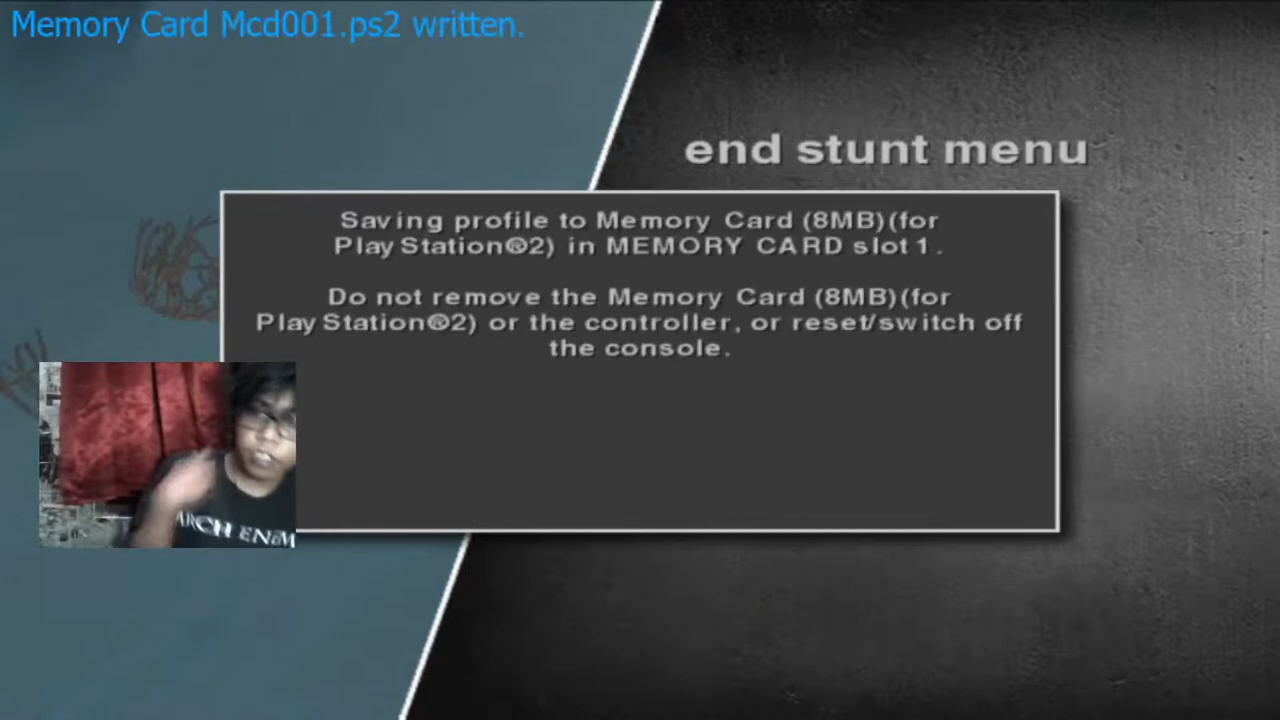 Memory Card Mcd001.ps2 written.
end stunt menu
Saving profile to Memory Card (8MB)(for
PlayStation®2) in MEMORY CARD slot 1.
Do not remove the Memory Card (8MB)(for
PlayStation®2) or the controller, or reset/switch off
the console.
ARCH ENEM